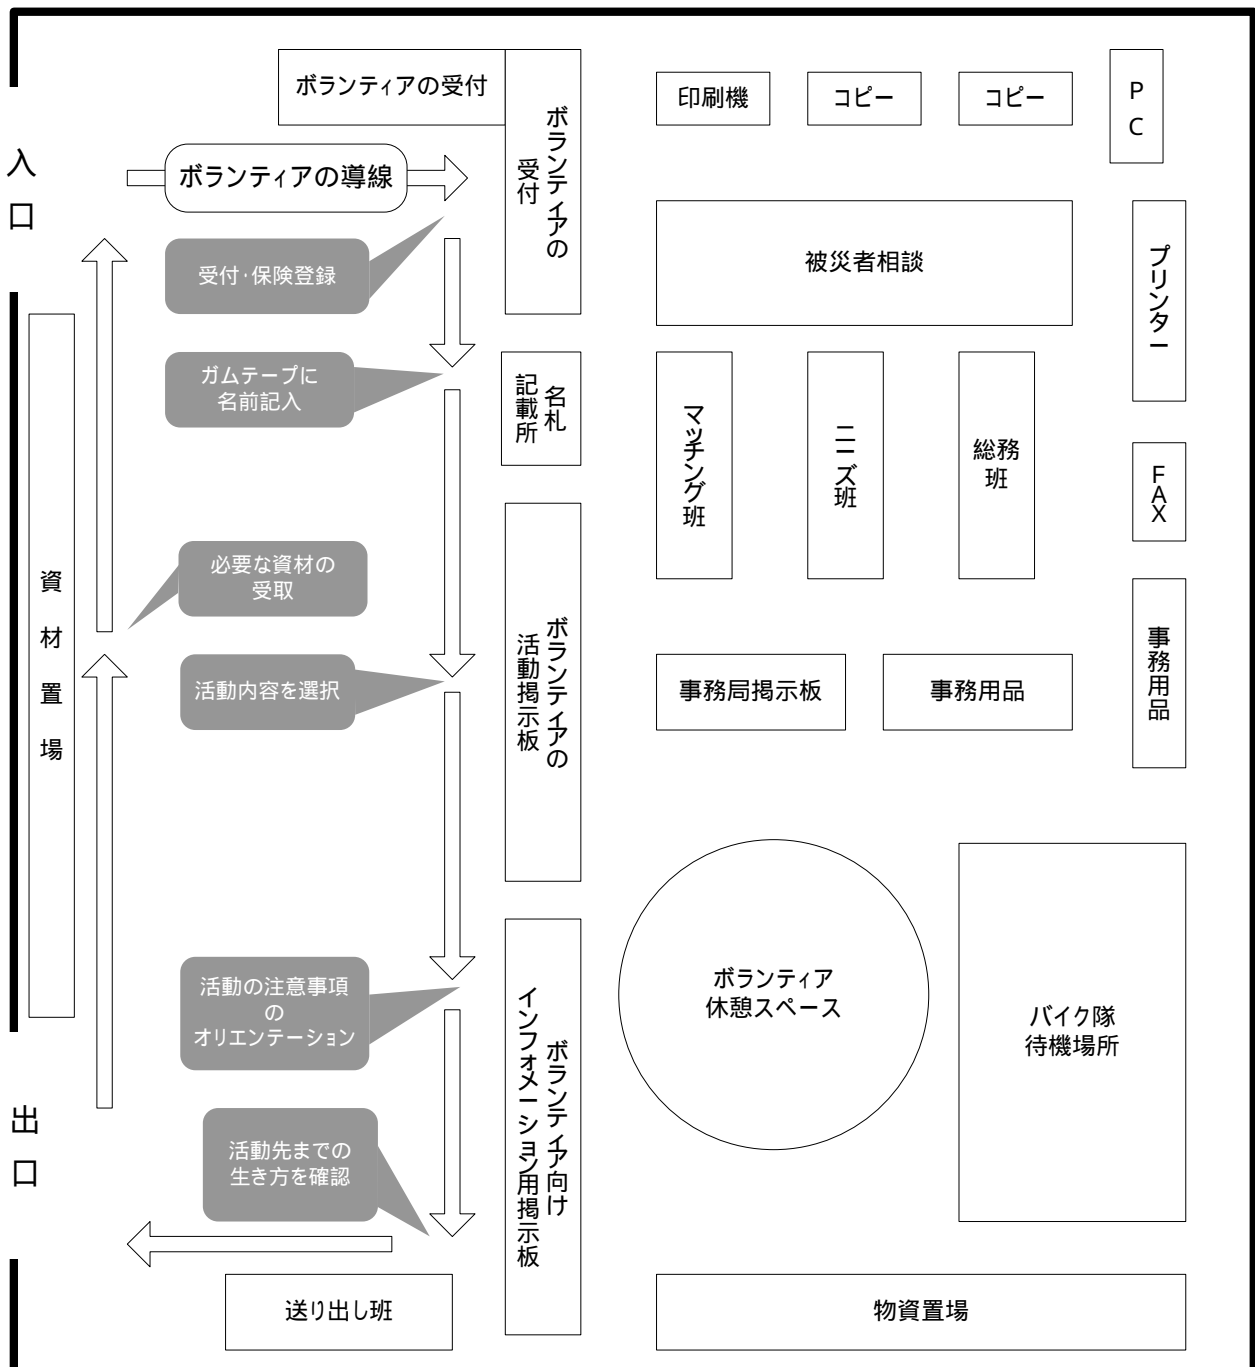 ボランティアの受付
ボランティアの
受付
印刷機
コピー
コピー
PC
入口
ボランティアの導線
受付・保険登録
被災者相談
プリンター
ガムテープに
名前記入
名札
記載所
マッチング班
ニーズ班
総務
班
FAX
資材置場
必要な資材の
受取
活動内容を選択
ボランティアの
活動掲示板
事務局掲示板
事務用品
事務用品
活動の注意事項
の
オリエンテーション
ボランティア向け
インフォメーション用掲示板
ボランティア
休憩スペース
バイク隊
待機場所
出口
活動先までの
生き方を確認
送り出し班
物資置場